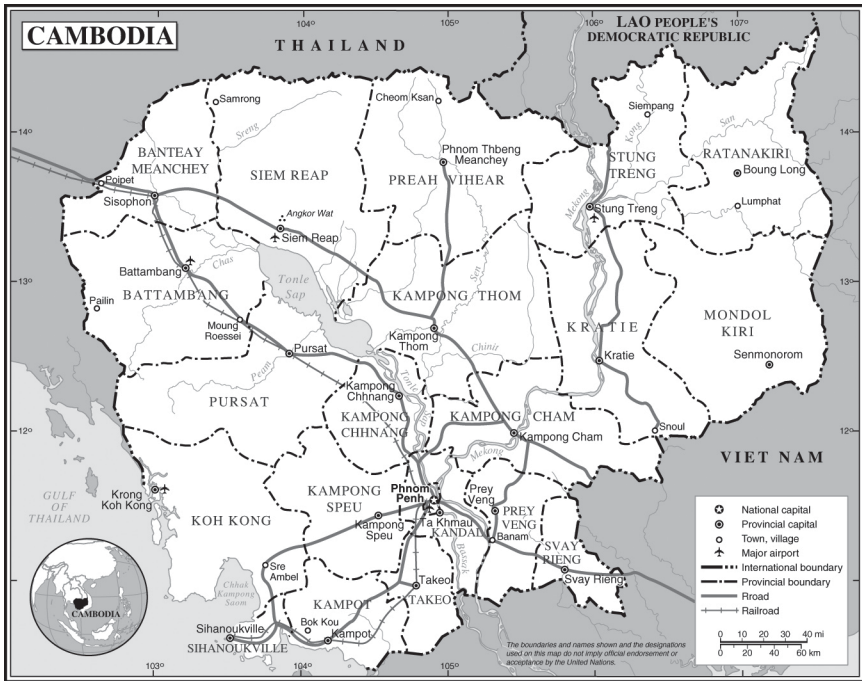 CAMBODIA
THAILAND
LAO PEOPLE'S
DEMOCRATIC REPUBLIC
104°
105°
106°
107°
14°
13°
12°
103°
104°
105°
Samrong
Cheom Ksan
Siempang
Sreng
Kong
San
BANTEAY
MEANCHEY
SIEM REAP
Phnom Thbeng
Meanchey
PREAH VIHEAR
STUNG
TRENG
RATANAKIRI
Boung Long
Poipet
Sisophon
Angkor Wat
Siem Reap
Mekong
Stung Treng
Lumphat
Battambang
Chas
BATTAMBANG
Tonle
Sap
Sen
KAMPONG THOM
Pailin
Moung
Roessei
KRATIE
MONDOL
KIRI
Kampong
Thom
Chinit
Pursat
Kratie
Senmonorom
Peam
Kampong
Chhnang
Tonle
PURSAT
KAMPONG
CHHNANG
KAMPONG CHAM
Kampong Cham
Snoul
Mekong
VIET NAM
GULF
OF
THAILAND
Krong
Koh Kong
KAMPONG
SPEU
Phnom
Penh
Prey
Veng
KOH KONG
Kampong
Speu
Ta Khmau
KANDAL
PREY
VENG
Banam
SVAY
RIENG
Svay Rieng
Sre
Ambel
Bassak
Chhak
Kampong
Saom
Takeo
KAMPOT
TAKEO
Bok Kou
Kampot
Sihanoukville
SIHANOUKVILLE
CAMBODIA
National capital
Provincial capital
Town, village
Major airport
International boundary
Provincial boundary
Rroad
Railroad
0 10 20 30 40 mi
0 20 40 60 km
The boundaries and names shown and the designations
used on this map do not imply official endorsement or
acceptance by the United Nations.